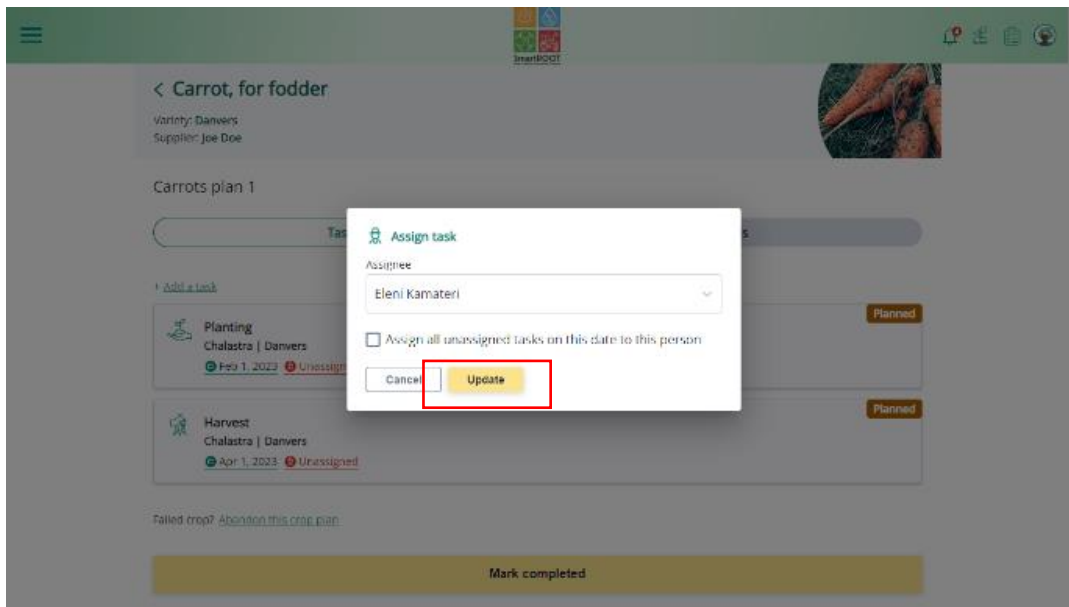 SmartROOT
< Carrot, for fodder
Variety: Danvers
Supplier: Joe Doe
Carrots plan 1
Tas
s
Assign task
Assignee
Eleni Kamateri
+ Add a task
Planned
Planting
Chalastra | Danvers
Feb 1, 2023 Unassign
Assign all unassigned tasks on this date to this person
Cancel Update
Planned
Harvest
Chalastra | Danvers
Apr 1, 2023 Unassigned
Failed crop? Abandon this crop plan
Mark completed